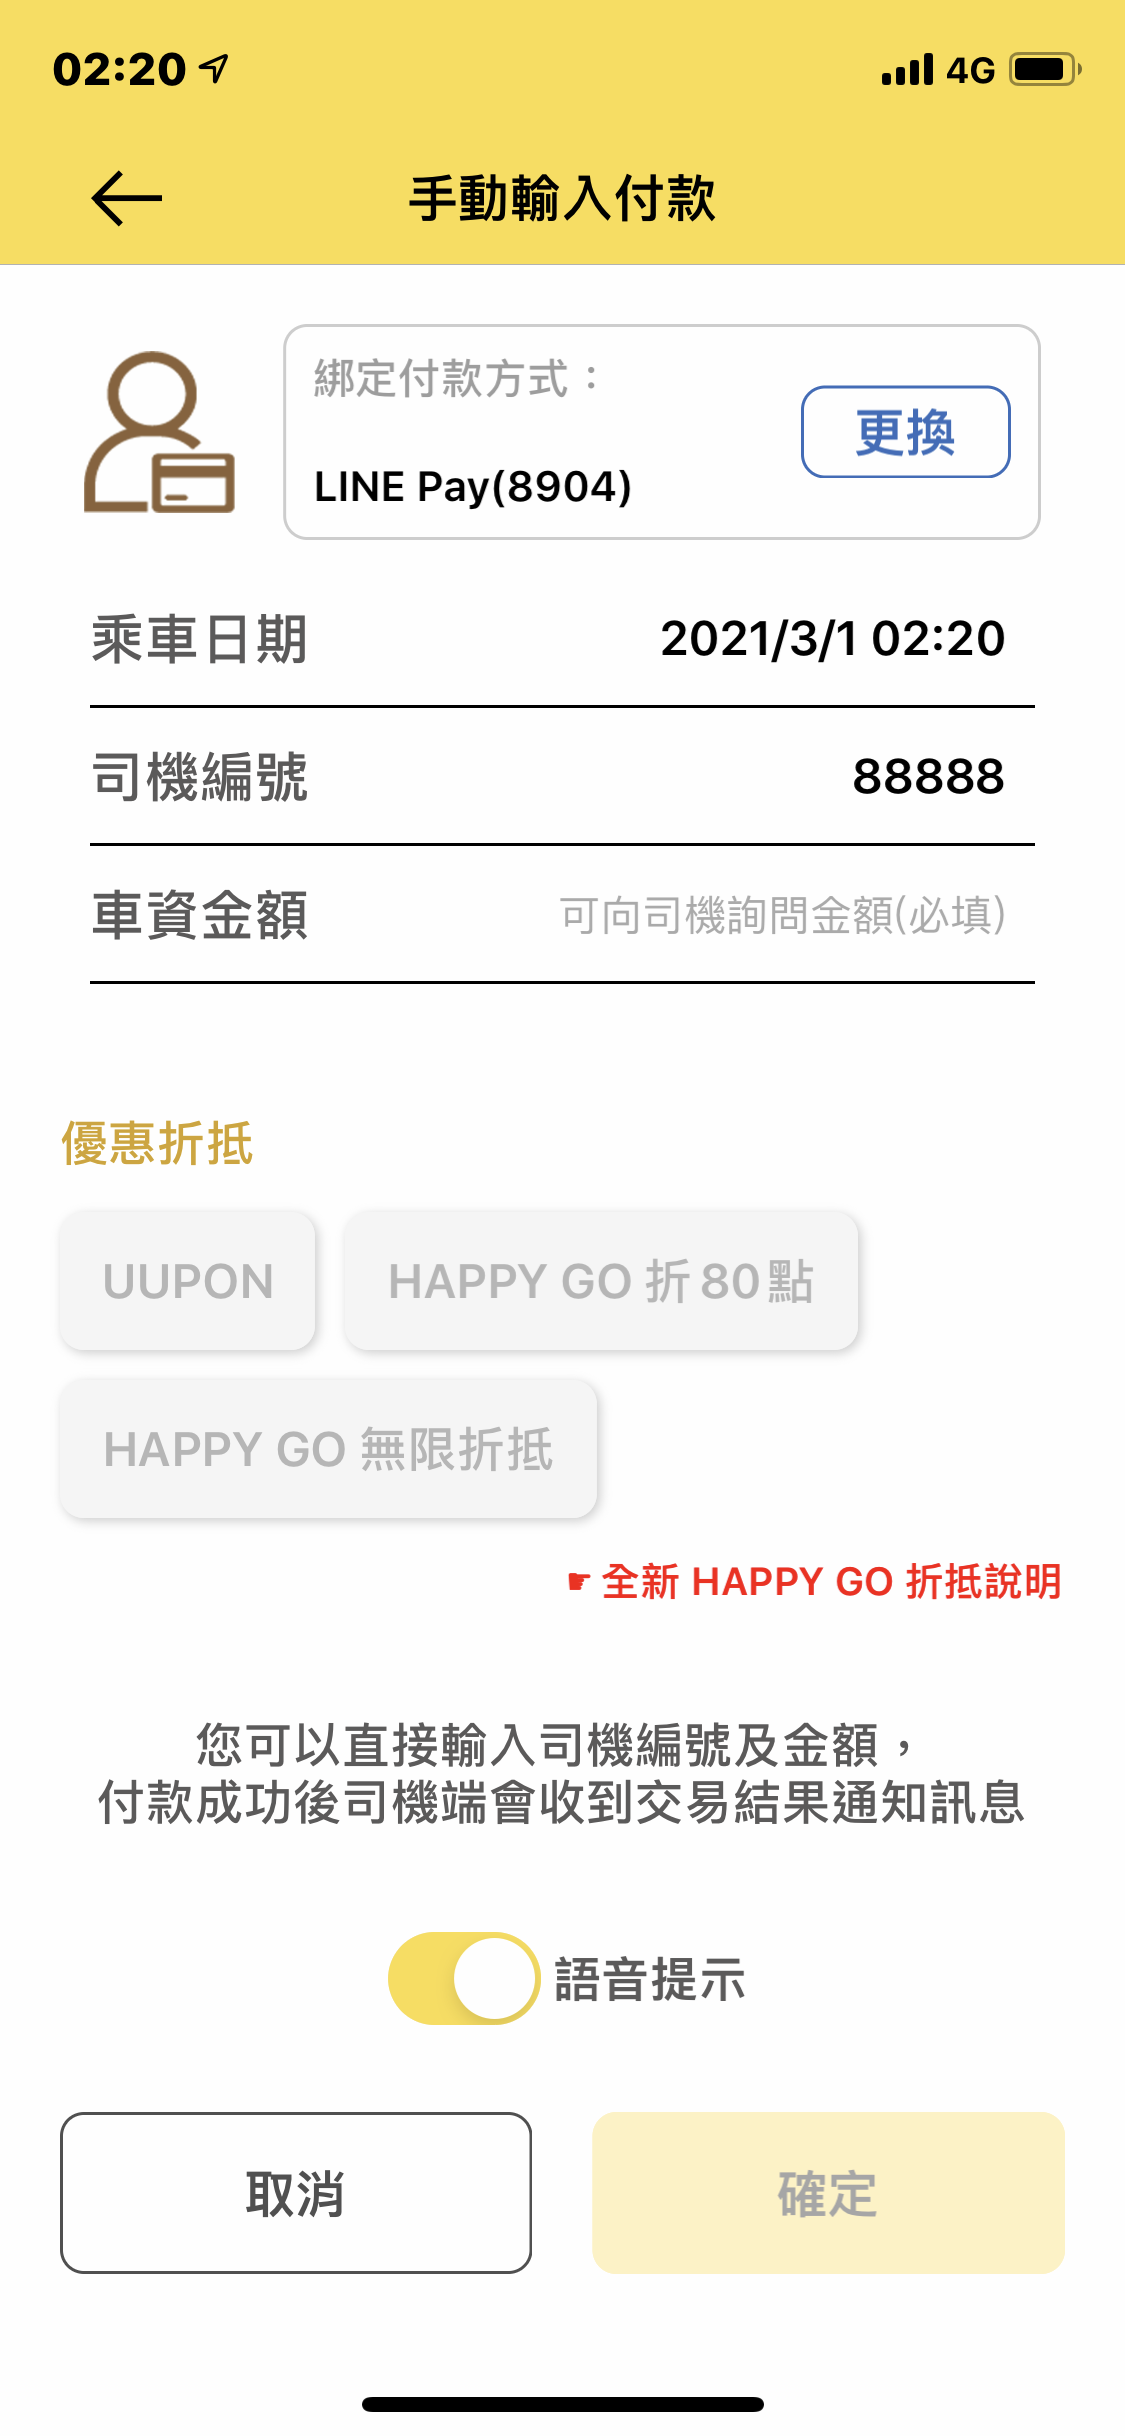 02:20
4G
手動輸入付款
綁定付款方式：
更換
LINE Pay(8904)
乘車日期 2021/3/1 02:20
司機編號 88888
車資金額 可向司機詢問金額(必填)
優惠折抵
UUPON
HAPPY GO 折80點
HAPPY GO 無限折抵
☛ 全新 HAPPY GO 折抵說明
您可以直接輸入司機編號及金額，
付款成功後司機端會收到交易結果通知訊息
語音提示
取消
確定